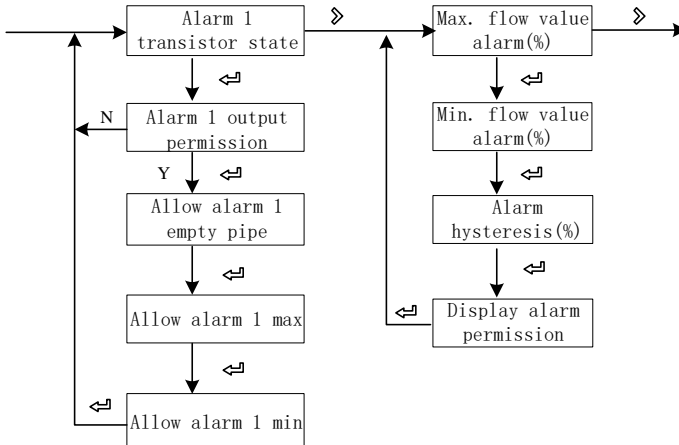 Alarm 1
transistor state
Max. flow value
alarm(%)
N
Alarm 1 output
permission
Min. flow value
alarm(%)
Y
Allow alarm 1
empty pipe
Alarm
hysteresis(%)
Allow alarm 1 max
Display alarm
permission
Allow alarm 1 min